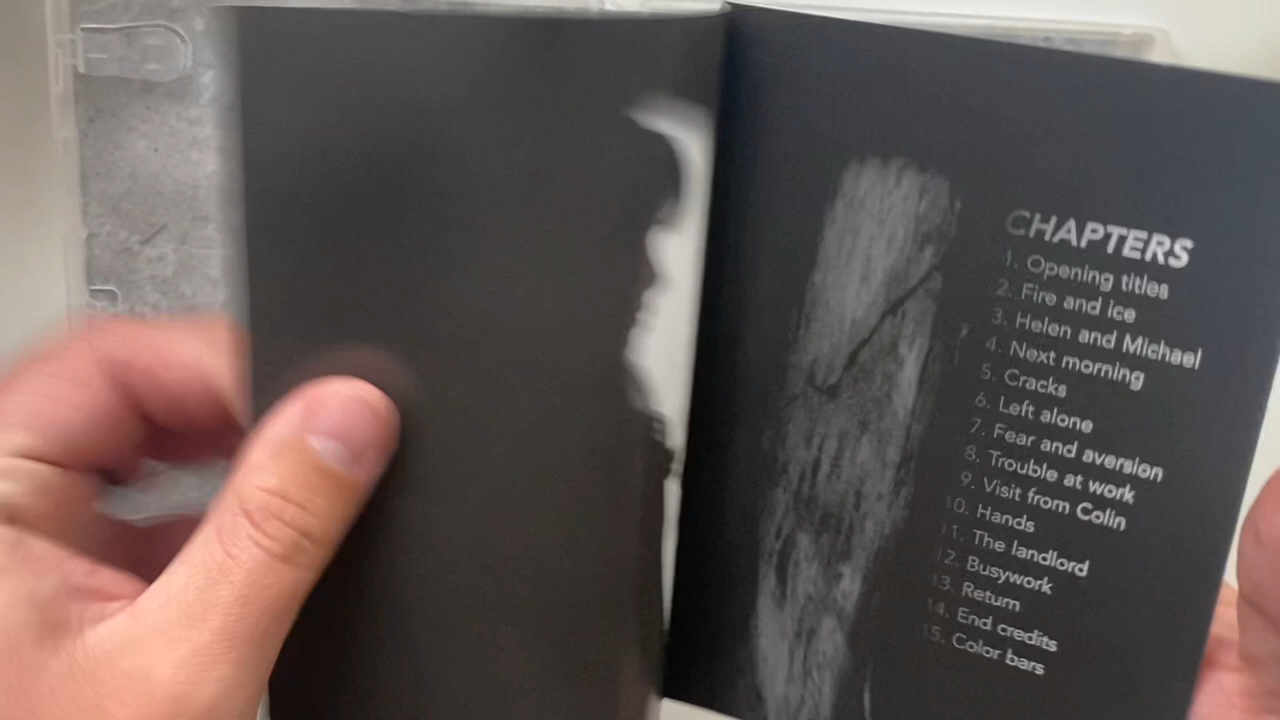 CHAPTERS
1. Opening titles
2. Fire and ice
3. Helen and Michael
4. Next morning
5. Cracks
6. Left alone
7. Fear and aversion
8. Trouble at work
9. Visit from Colin
10. Hands
11. The landlord
12. Busywork
13. Return
14. End credits
15. Color bars